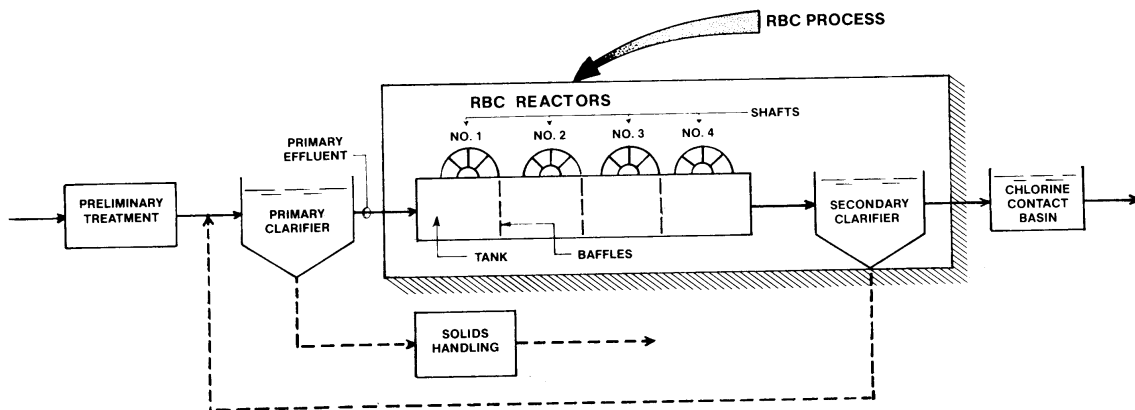 RBC PROCESS
RBC REACTORS
SHAFTS
NO. 1
NO. 2
NO. 3
NO. 4
PRIMARY
EFFLUENT
PRELIMINARY
TREATMENT
PRIMARY
CLARIFIER
SECONDARY
CLARIFIER
CHLORINE
CONTACT
BASIN
TANK
BAFFLES
SOLIDS
HANDLING